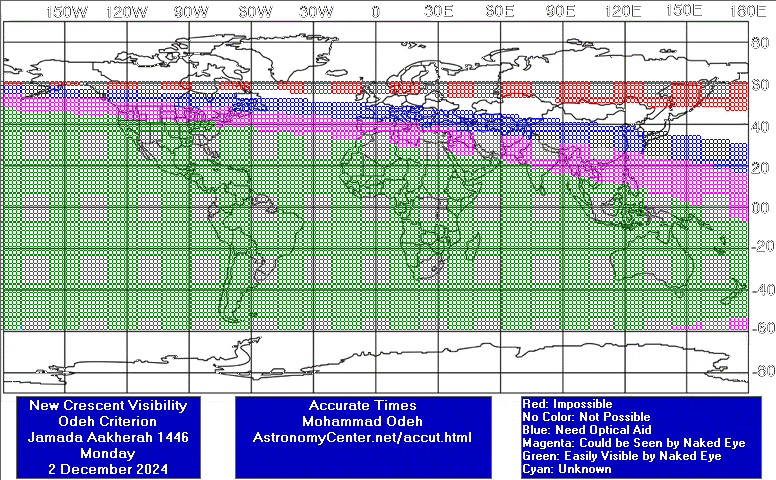 150W 120W 90W 60W 30W 0 30E 60E 90E 120E 150E 180E
80
60
40
20
00
-20
-40
-60
-80
New Crescent Visibility
Odeh Criterion
Jamada Aakherah 1446
Monday
2 December 2024
Accurate Times
Mohammad Odeh
AstronomyCenter.net/accut.html
Red: Impossible
No Color: Not Possible
Blue: Need Optical Aid
Magenta: Could be Seen by Naked Eye
Green: Easily Visible by Naked Eye
Cyan: Unknown